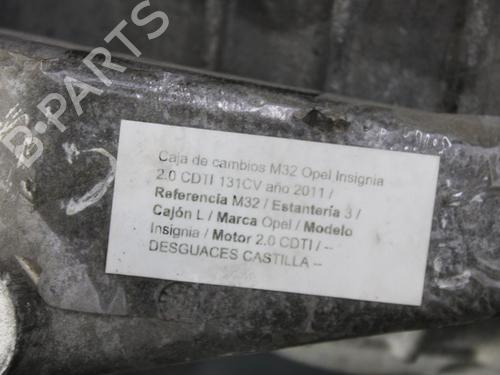 B-PARTS
Caja de cambios M32 Opel Insignia
2.0 CDTI 131CV año 2011 /
Referencia M32 / Estantería 3 /
Cajón L / Marca Opel / Modelo
Insignia / Motor 2.0 CDTI / --
DESGUACES CASTILLA --